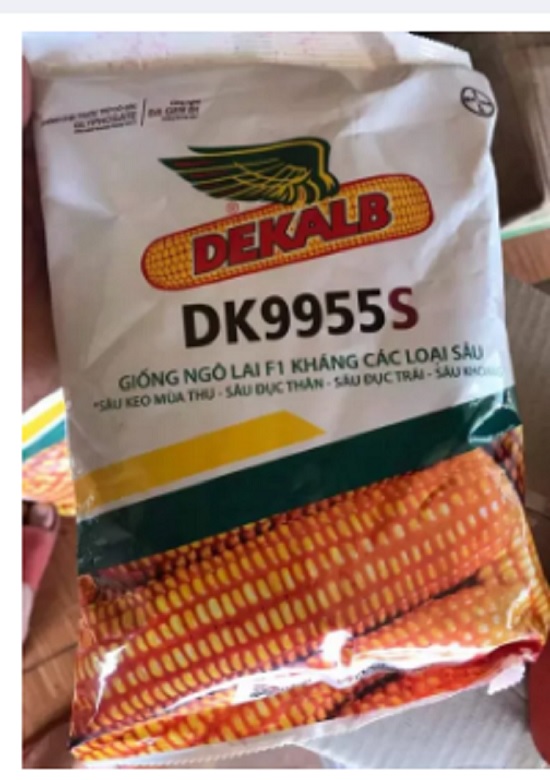 GLYPHOSATE
DEKALB
®
DK9955S
GIỐNG NGÔ LAI F1 KHÁNG CÁC LOẠI SÂU
*SÂU KEO MÙA THU - SÂU ĐỤC THÂN - SÂU ĐỤC TRÁI - SÂU